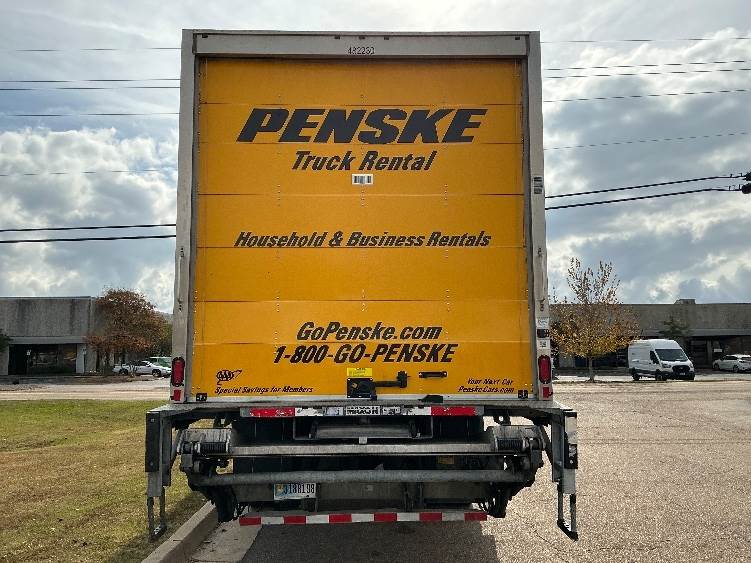 PENSKE
Truck Rental
Household & Business Rentals
GoPenske.com
1-800-GO-PENSKE
AAA
Special Savings for Members
Your Next Car
PenskeCars.com
MAXON